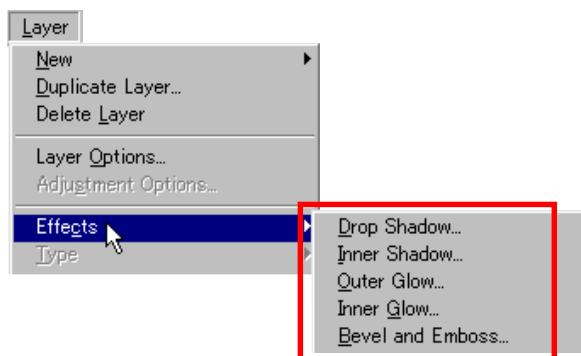 Layer
New
Duplicate Layer...
Delete Layer
Layer Options...
Adjustment Options...
Effects
Type
Drop Shadow...
Inner Shadow...
Outer Glow...
Inner Glow...
Bevel and Emboss...